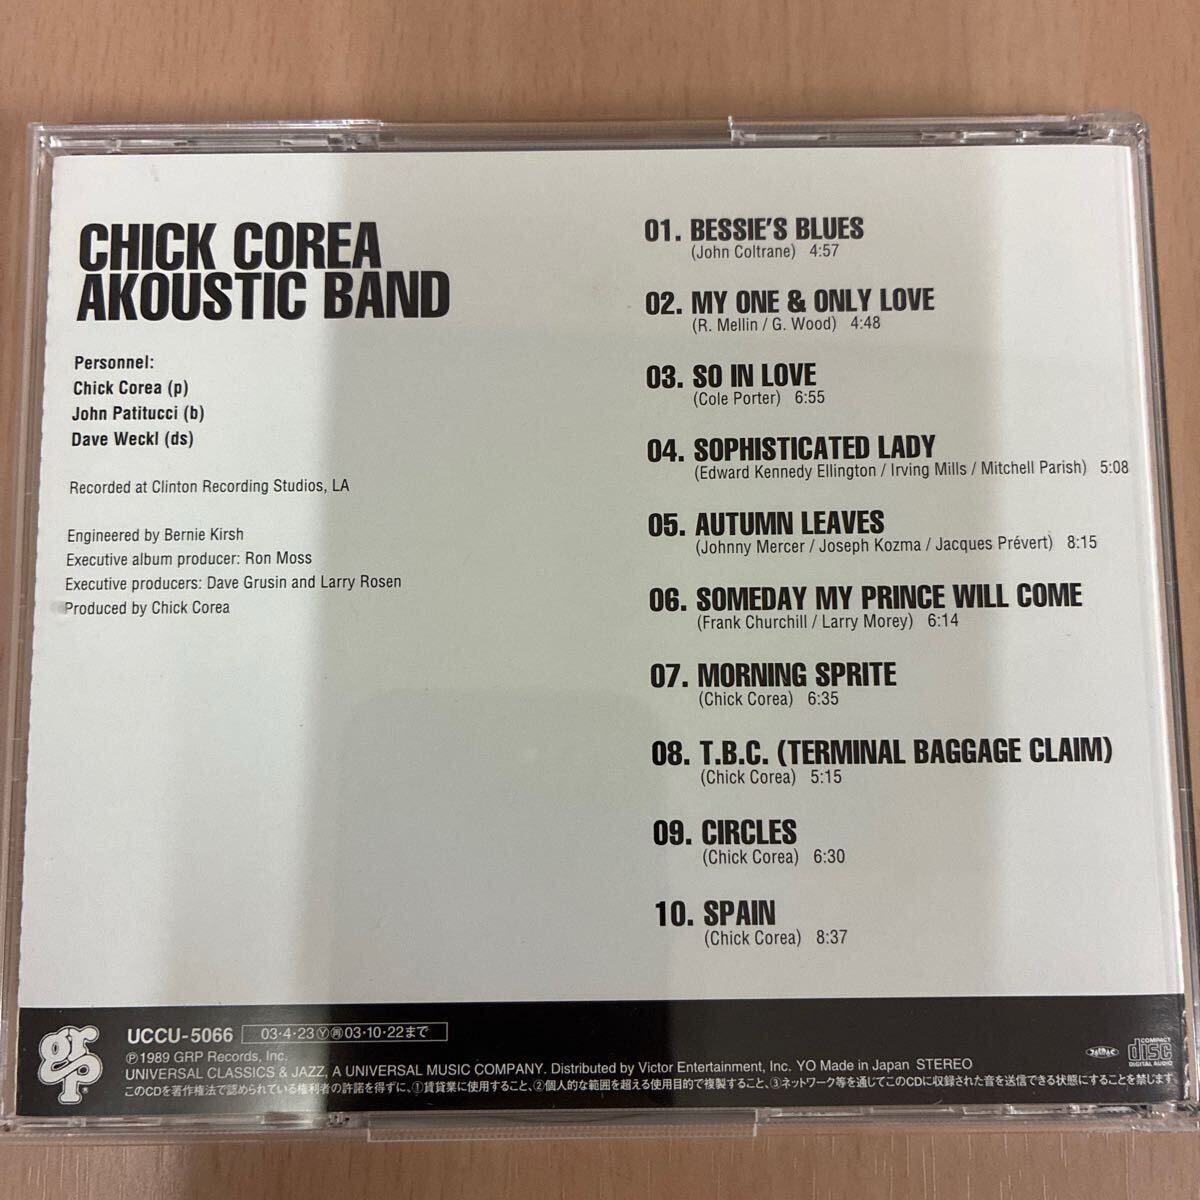 CHICK COREA
AKOUSTIC BAND
Personnel:
Chick Corea (p)
John Patitucci (b)
Dave Weckl (ds)
Recorded at Clinton Recording Studios, LA
Engineered by Bernie Kirsh
Executive album producer: Ron Moss
Executive producers: Dave Grusin and Larry Rosen
Produced by Chick Corea
01. BESSIE'S BLUES
(John Coltrane) 4:57
02. MY ONE & ONLY LOVE
(R. Mellin / G. Wood) 4:48
03. SO IN LOVE
(Cole Porter) 6:55
04. SOPHISTICATED LADY
(Edward Kennedy Ellington / Irving Mills / Mitchell Parish) 5:08
05. AUTUMN LEAVES
(Johnny Mercer / Joseph Kozma / Jacques Prévert) 8:15
06. SOMEDAY MY PRINCE WILL COME
(Frank Churchill / Larry Morey) 6:14
07. MORNING SPRITE
(Chick Corea) 6:35
08. T.B.C. (TERMINAL BAGGAGE CLAIM)
(Chick Corea) 5:15
09. CIRCLES
(Chick Corea) 6:30
10. SPAIN
(Chick Corea) 8:37
grp
UCCU-5066 03・4・23Ⓨ㊢03・10・22まで
℗1989 GRP Records, Inc.
UNIVERSAL CLASSICS & JAZZ, A UNIVERSAL MUSIC COMPANY. Distributed by Victor Entertainment, Inc. YO Made in Japan STEREO
このCDを著作権法で認められている権利者の許諾を得ずに、①賃貸業に使用すること、②個人的な範囲を超える使用目的で複製すること、③ネットワーク等を通じてこのCDに収録された音を送信できる状態にすることを禁じます。
COMPACT
disc
DIGITAL AUDIO